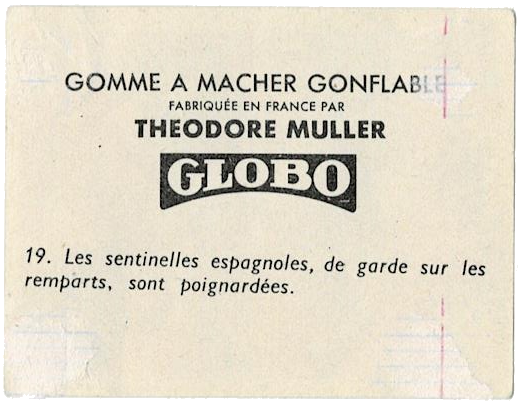 GOMME A MACHER GONFLABLE
FABRIQUÉE EN FRANCE PAR
THEODORE MULLER
GLOBO
19. Les sentinelles espagnoles, de garde sur les
remparts, sont poignardées.